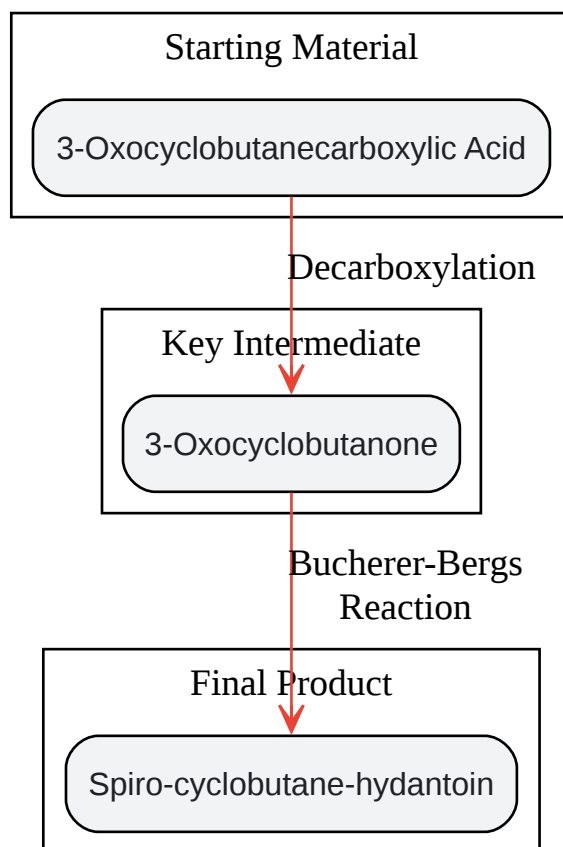 Starting Material
3-Oxocyclobutanecarboxylic Acid
Decarboxylation
Key Intermediate
3-Oxocyclobutanone
Bucherer-Bergs
Reaction
Final Product
Spiro-cyclobutane-hydantoin